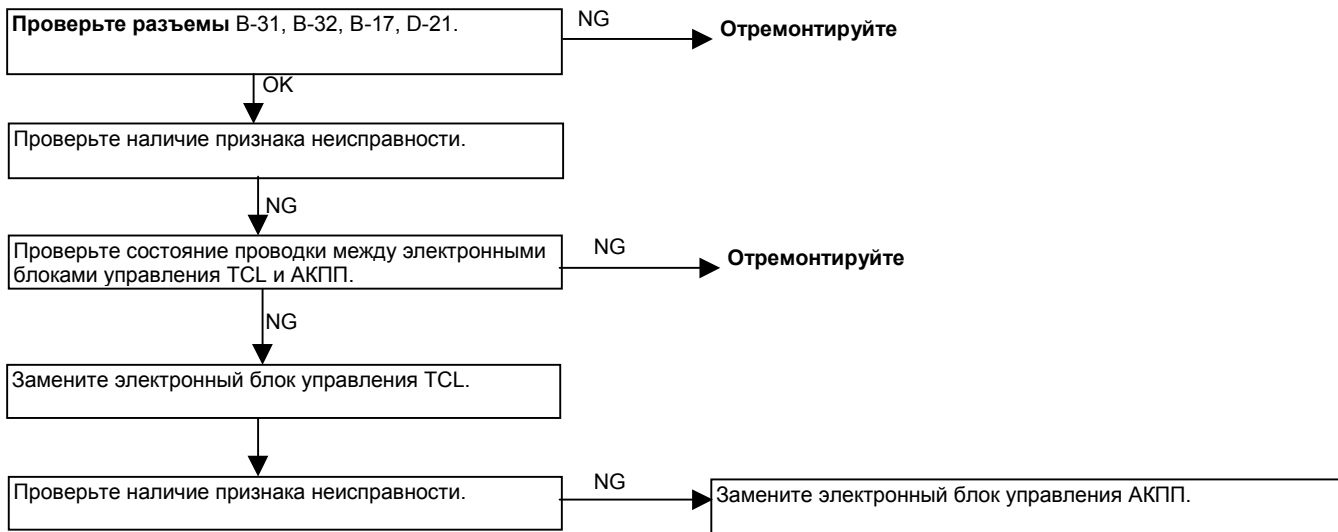 Проверьте разъемы B-31, B-32, B-17, D-21.
NG
Отремонтируйте
OK
Проверьте наличие признака неисправности.
NG
Проверьте состояние проводки между электронными
блоками управления TCL и АКПП.
NG
Отремонтируйте
NG
Замените электронный блок управления TCL.
Проверьте наличие признака неисправности.
NG
Замените электронный блок управления АКПП.